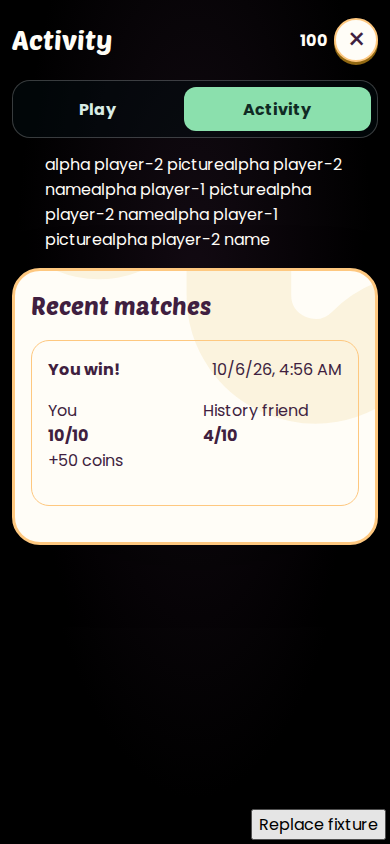 Activity
100 ×
Play Activity
alpha player-2 picturealpha player-2
namealpha player-1 picturealpha
player-2 namealpha player-1
picturealpha player-2 name
Recent matches
You win! 10/6/26, 4:56 AM
You History friend
10/10 4/10
+50 coins
Replace fixture